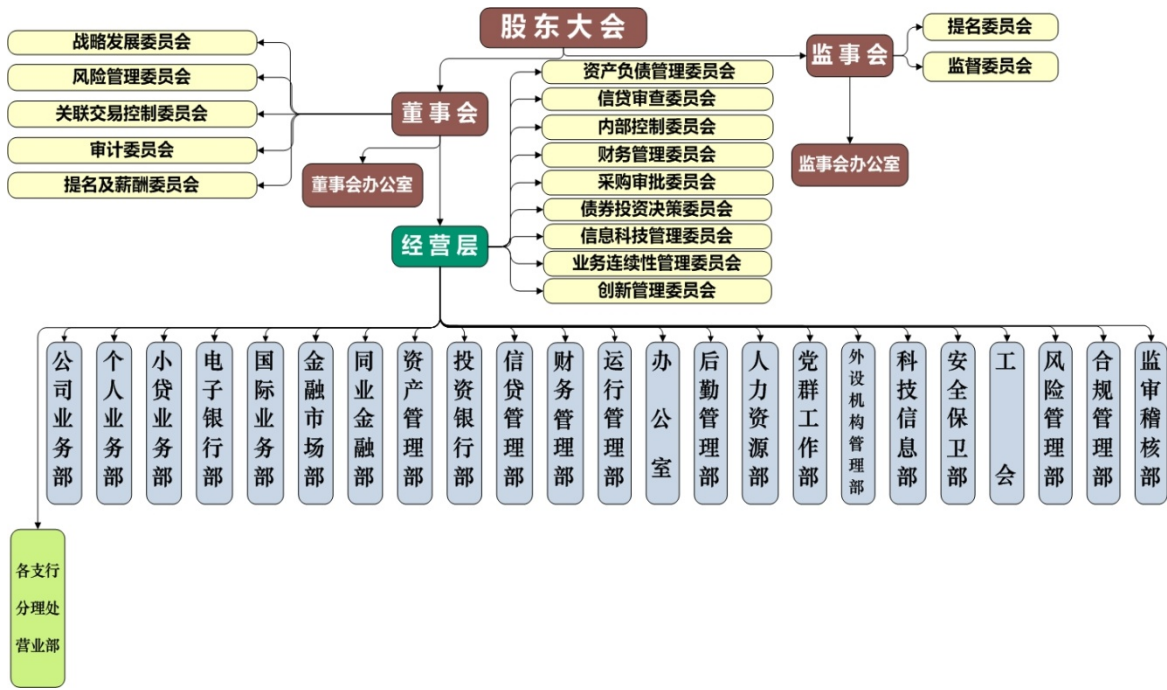 股东大会
监事会
提名委员会
监督委员会
监事会办公室
董事会
战略发展委员会
风险管理委员会
关联交易控制委员会
审计委员会
提名及薪酬委员会
董事会办公室
经营层
资产负债管理委员会
信贷审查委员会
内部控制委员会
财务管理委员会
采购审批委员会
债券投资决策委员会
信息科技管理委员会
业务连续性管理委员会
创新管理委员会
公司业务部
个人业务部
小贷业务部
电子银行部
国际业务部
金融市场部
同业金融部
资产管理部
投资银行部
信贷管理部
财务管理部
运行管理部
办公室
后勤管理部
人力资源部
党群工作部
外设机构管理部
科技信息部
安全保卫部
工会
风险管理部
合规管理部
监审稽核部
各支行
分理处
营业部